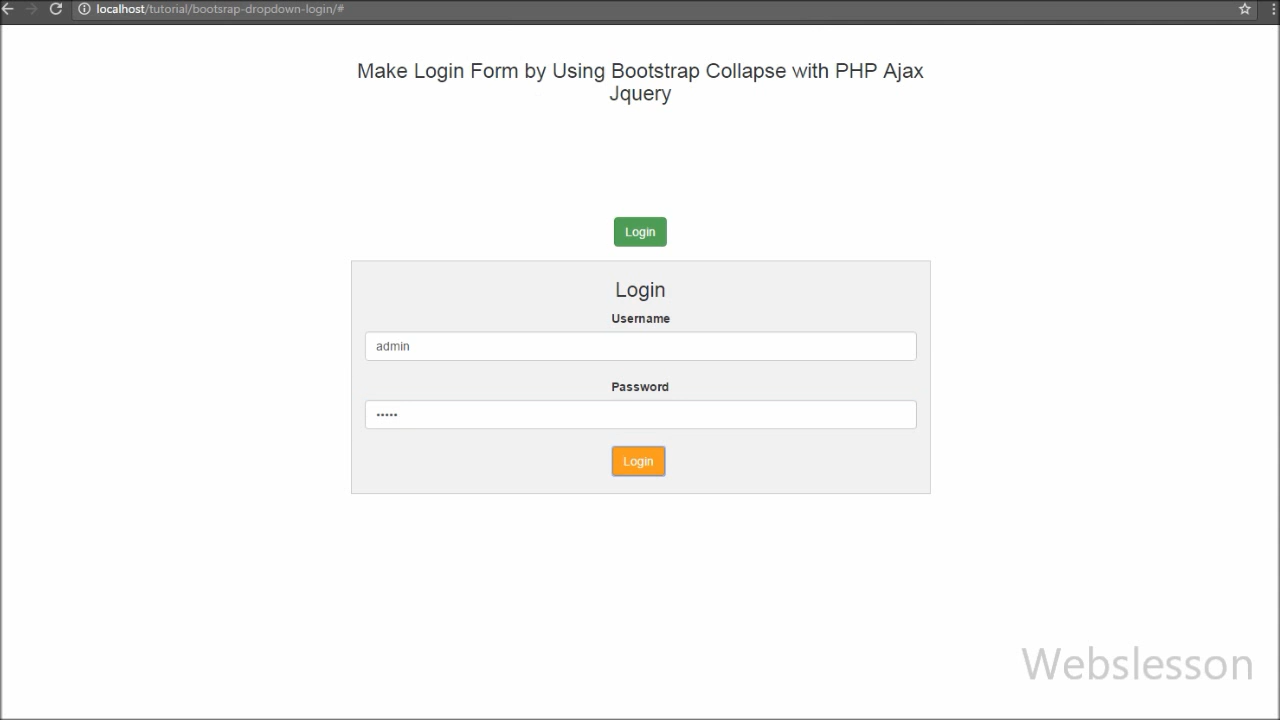 localhost/tutorial/bootsrap-dropdown-login/#
Make Login Form by Using Bootstrap Collapse with PHP Ajax
Jquery
Login
Login
Username
admin
Password
•••••
Login
Webslesson